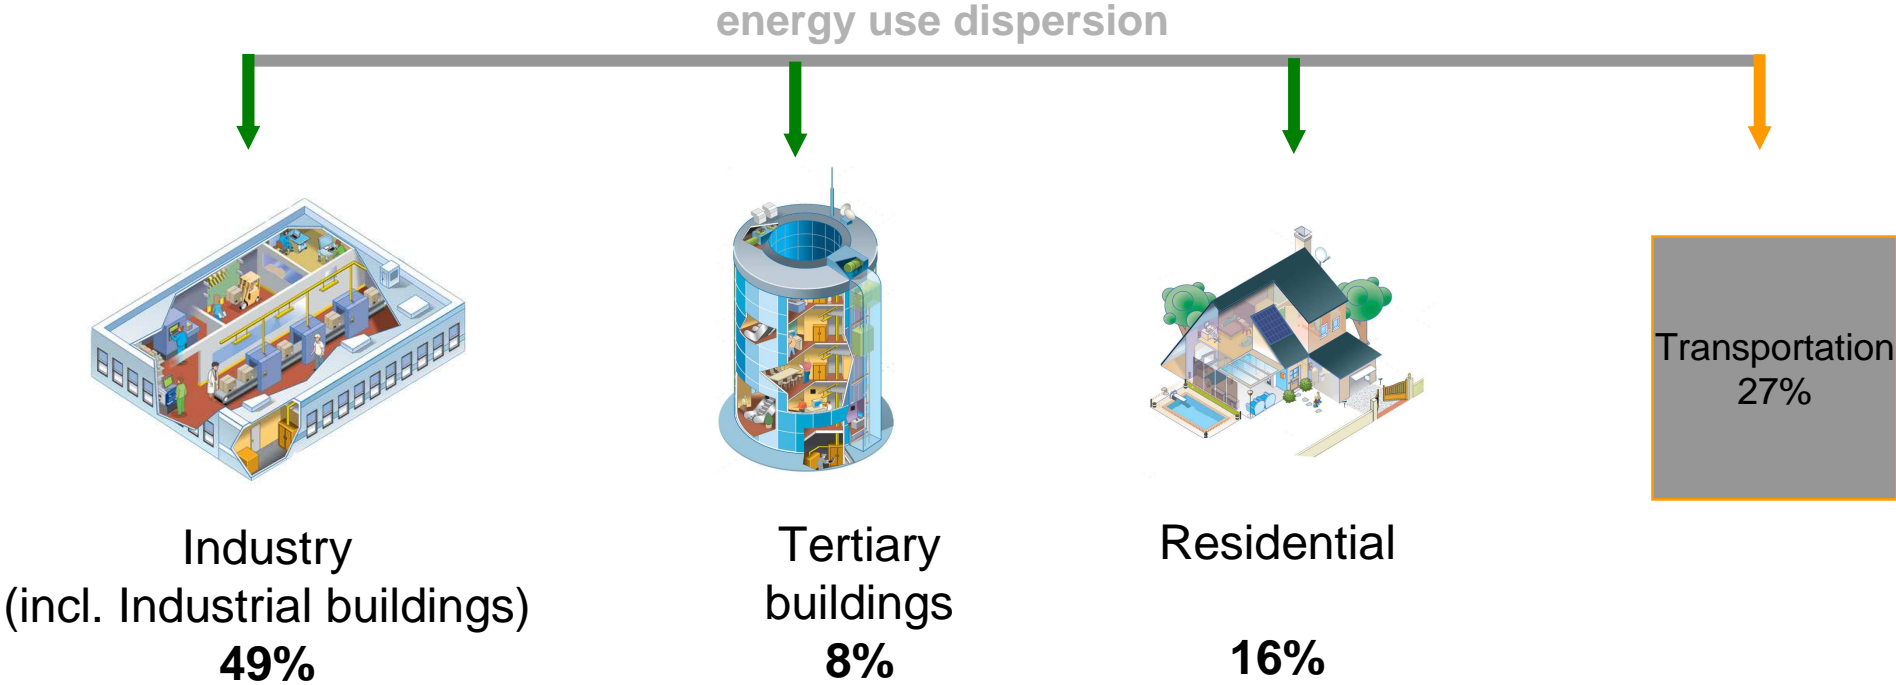 energy use dispersion
Industry
(incl. Industrial buildings)
49%
Tertiary
buildings
8%
Residential
16%
Transportation
27%